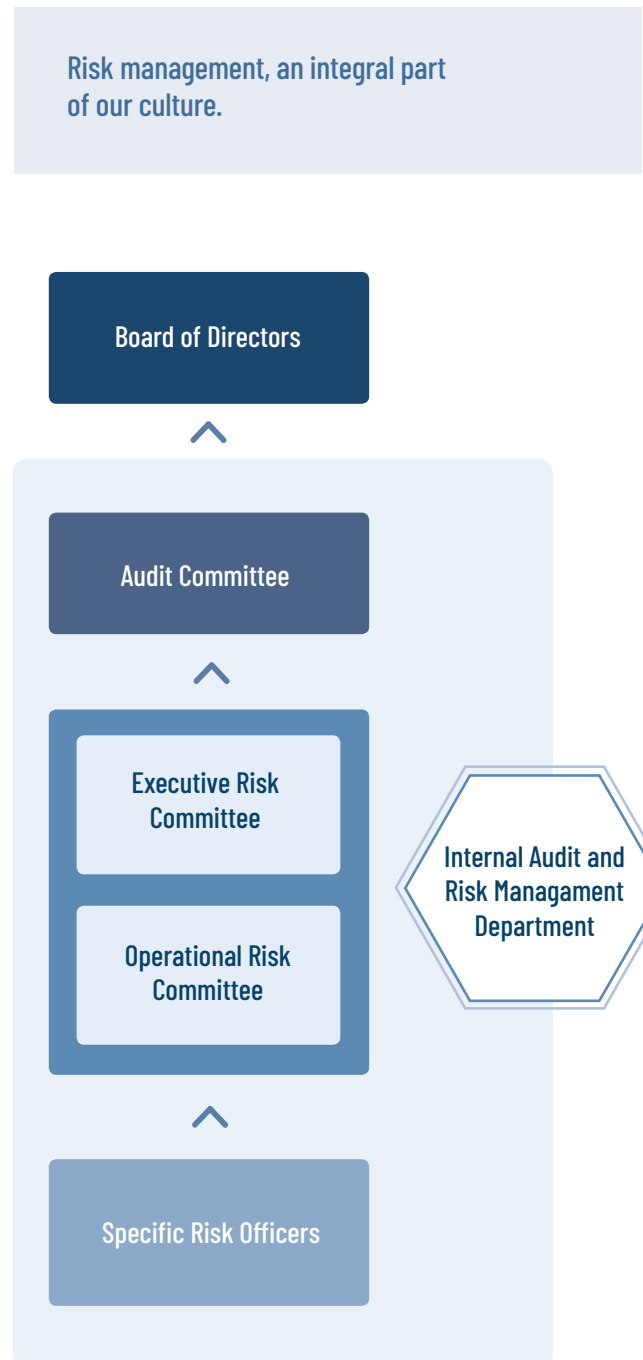 Risk management, an integral part
of our culture.
Board of Directors
Audit Committee
Executive Risk
Committee
Operational Risk
Committee
Internal Audit and
Risk Managament
Department
Specific Risk Officers